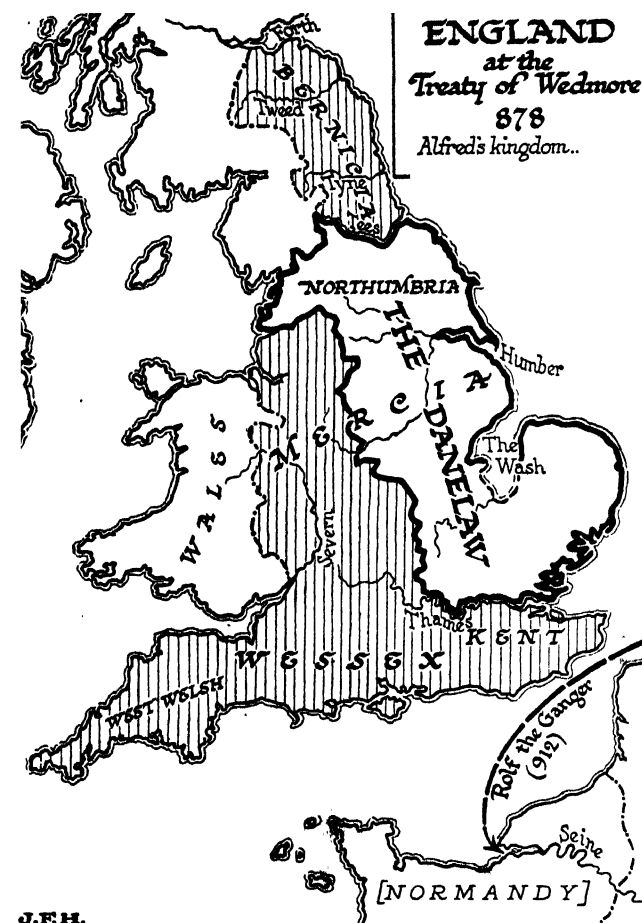 ENGLAND
at the
Treaty of Wedmore
878
Alfred's kingdom..
Forth
BERNICIA
Tweed
Tyne
Tees
NORTHUMBRIA
THE DANELAW
Humber
MERCIA
The
Wash
WALES
Severn
Thames
KENT
WESSEX
WEST WELSH
Rolf the Ganger
(912)
Seine
[NORMANDY]
J.F.H.